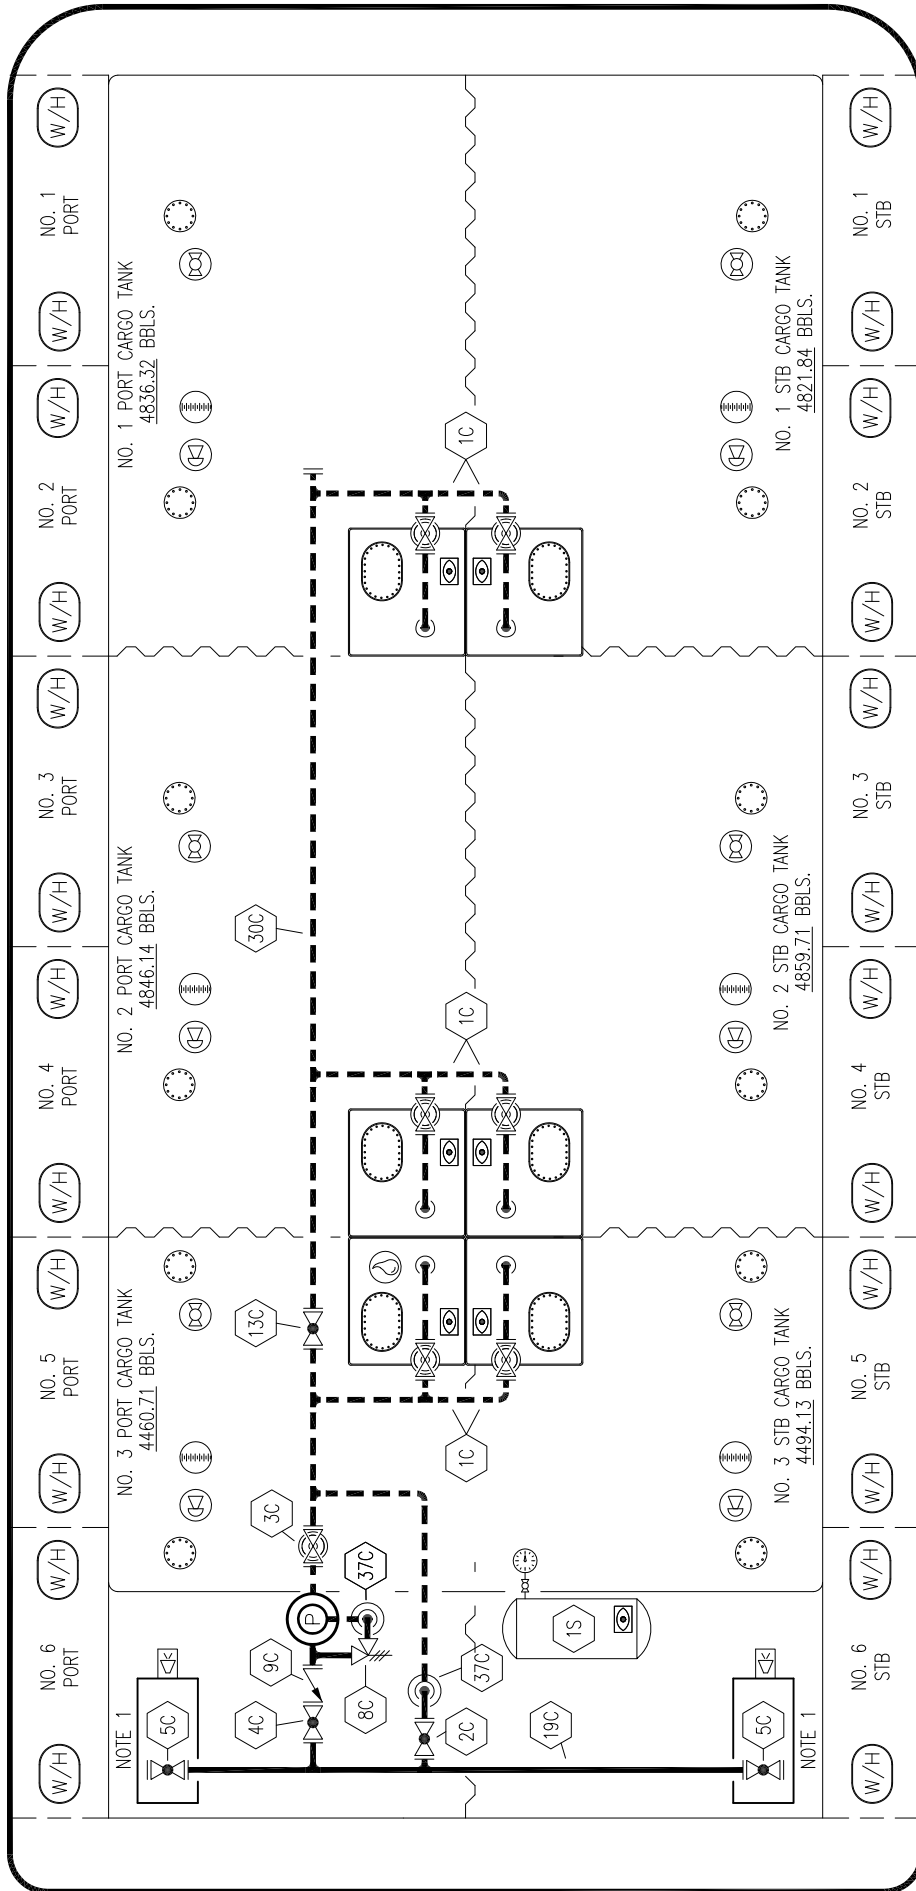 W/H
NO. 1
PORT
W/H
W/H
NO. 2
PORT
W/H
W/H
NO. 3
PORT
W/H
W/H
NO. 4
PORT
W/H
W/H
NO. 5
PORT
W/H
W/H
NO. 6
PORT
W/H
NO. 1 PORT CARGO TANK
4836.32 BBLS.
NO. 2 PORT CARGO TANK
4846.14 BBLS.
NO. 3 PORT CARGO TANK
4460.71 BBLS.
NOTE 1
5C
4C
9C
3C
13C
30C
P
8C
37C
37C
2C
1C
1C
1C
19C
1S
5C
NOTE 1
NO. 1 STB CARGO TANK
4821.84 BBLS.
NO. 2 STB CARGO TANK
4859.71 BBLS.
NO. 3 STB CARGO TANK
4494.13 BBLS.
W/H
NO. 1
STB
W/H
W/H
NO. 2
STB
W/H
W/H
NO. 3
STB
W/H
W/H
NO. 4
STB
W/H
W/H
NO. 5
STB
W/H
W/H
NO. 6
STB
W/H